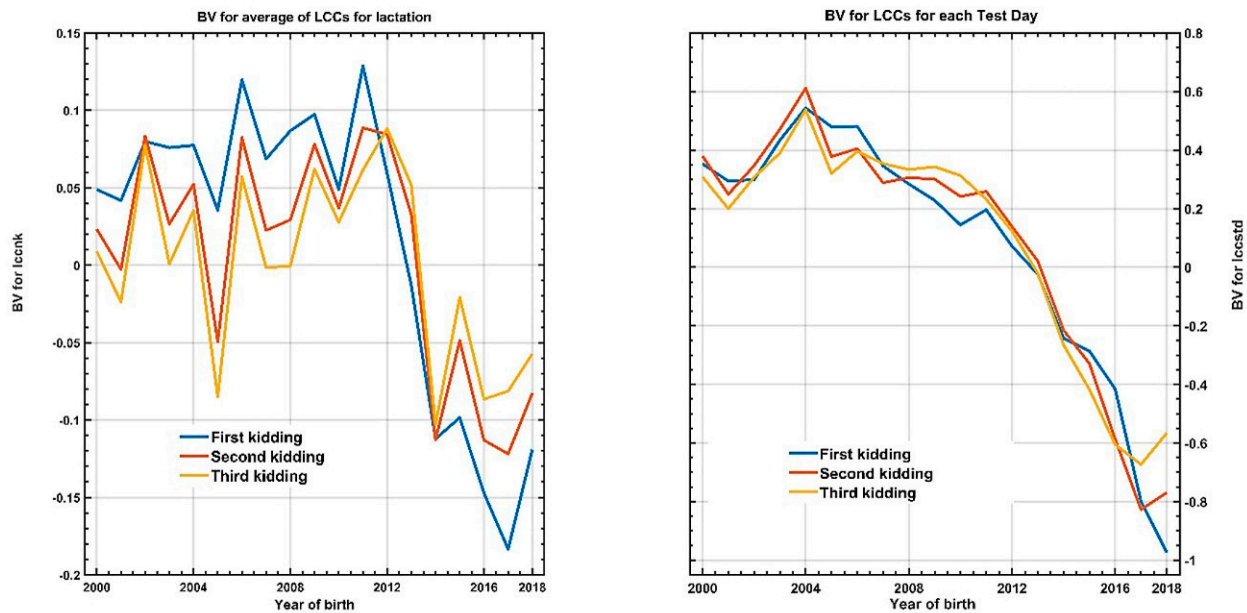 BV for average of LCCs for lactation
0.15
0.1
0.05
0
-0.05
-0.1
-0.15
-0.2
BV for lccnk
First kidding
Second kidding
Third kidding
2000 2004 2008 2012 2016 2018
Year of birth
BV for LCCs for each Test Day
0.8
0.6
0.4
0.2
0
-0.2
-0.4
-0.6
-0.8
-1
BV for lccstd
First kidding
Second kidding
Third kidding
2000 2004 2008 2012 2016 2018
Year of birth